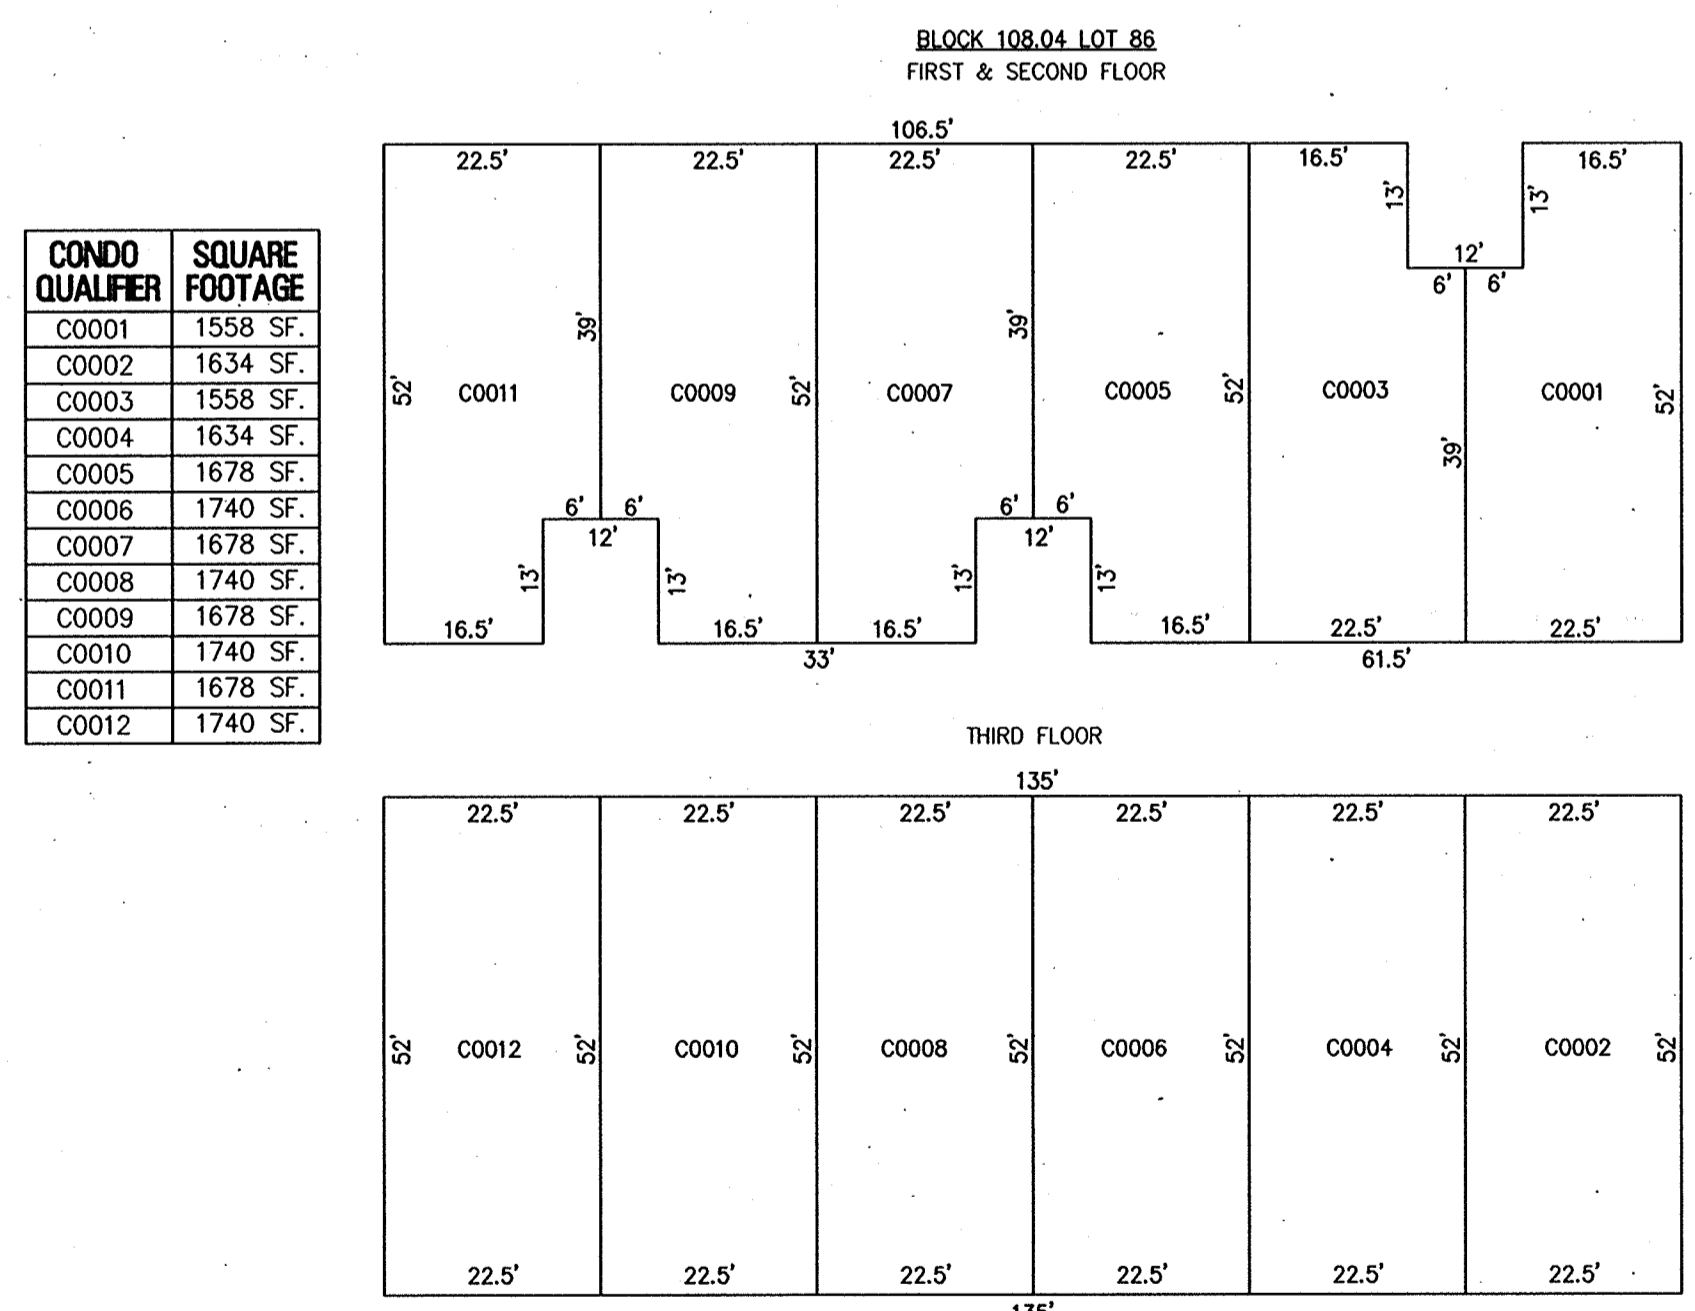 BLOCK 108.04 LOT 86
FIRST & SECOND FLOOR
CONDO QUALIFIER SQUARE FOOTAGE
C0001 1558 SF.
C0002 1634 SF.
C0003 1558 SF.
C0004 1634 SF.
C0005 1678 SF.
C0006 1740 SF.
C0007 1678 SF.
C0008 1740 SF.
C0009 1678 SF.
C0010 1740 SF.
C0011 1678 SF.
C0012 1740 SF.
106.5'
22.5' 22.5' 22.5' 22.5' 16.5' 16.5'
13' 13'
12'
6' 6'
39' 39'
52' C0011 C0009 52' C0007 C0005 52' C0003 C0001 52'
39'
6' 6' 6' 6'
12' 12'
13' 13' 13' 13'
16.5' 16.5' 16.5' 16.5' 22.5' 22.5'
33' 61.5'
THIRD FLOOR
135'
22.5' 22.5' 22.5' 22.5' 22.5' 22.5'
52' C0012 52' C0010 52' C0008 52' C0006 52' C0004 52' C0002 52'
22.5' 22.5' 22.5' 22.5' 22.5' 22.5'
135'